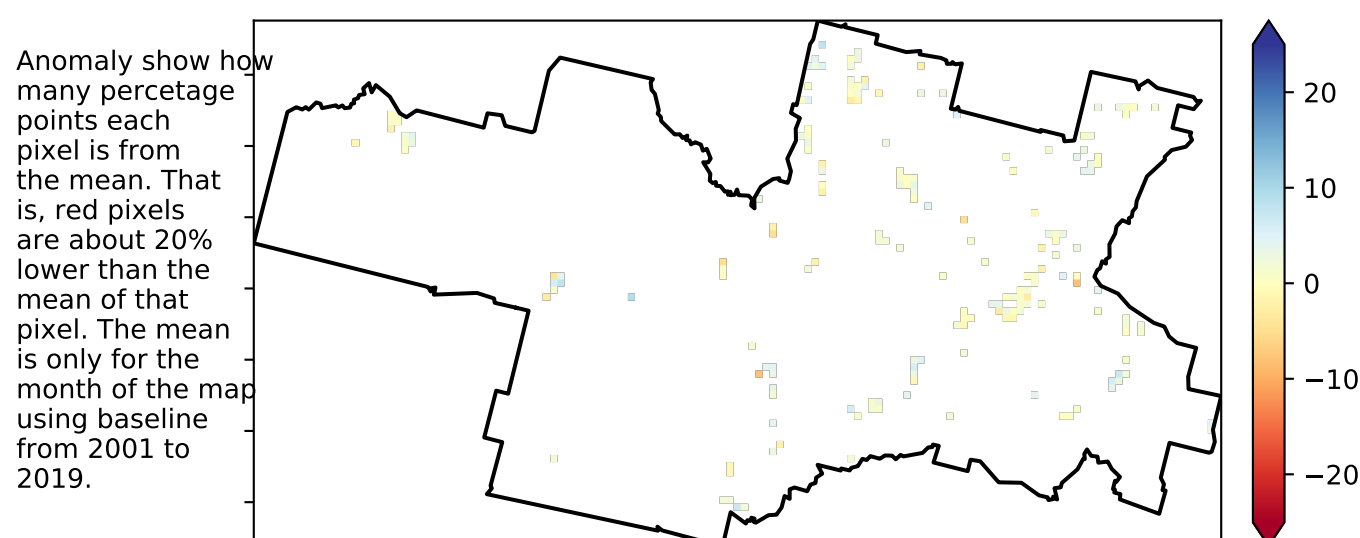 Anomaly show how
many percetage
points each
pixel is from
the mean. That
is, red pixels
are about 20%
lower than the
mean of that
pixel. The mean
is only for the
month of the map
using baseline
from 2001 to
2019.
20
10
0
−10
−20